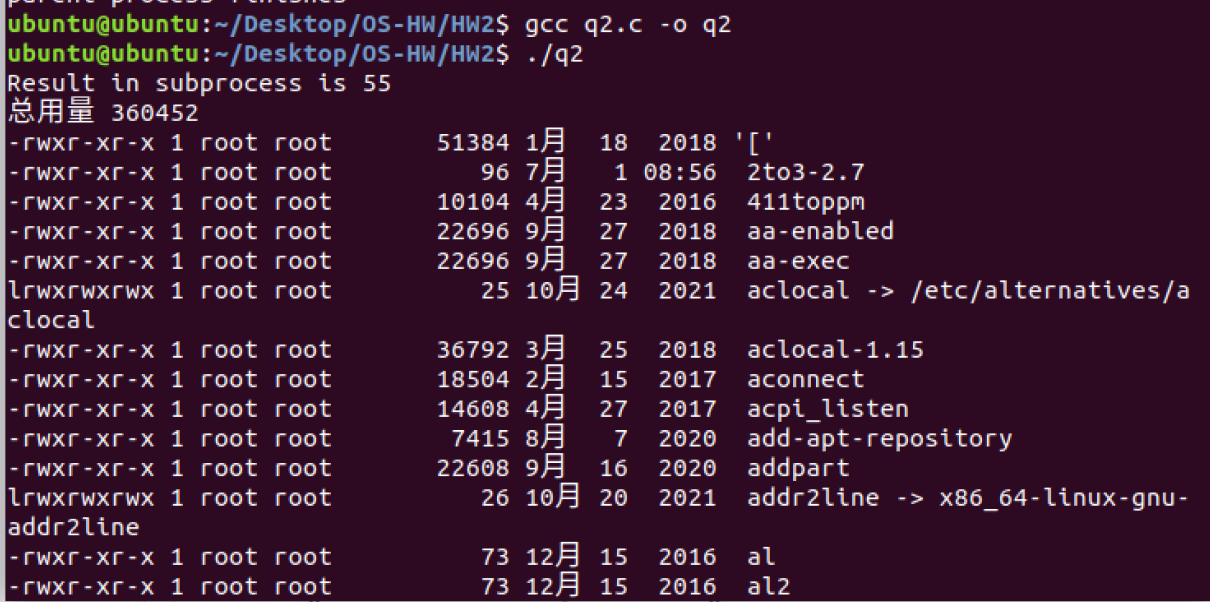 parent process finishes
ubuntu@ubuntu:~/Desktop/OS-HW/HW2$ gcc q2.c -o q2
ubuntu@ubuntu:~/Desktop/OS-HW/HW2$ ./q2
Result in subprocess is 55
总用量 360452
-rwxr-xr-x 1 root root       51384 1月  18  2018 '['
-rwxr-xr-x 1 root root          96 7月   1 08:56  2to3-2.7
-rwxr-xr-x 1 root root       10104 4月  23  2016  411toppm
-rwxr-xr-x 1 root root       22696 9月  27  2018  aa-enabled
-rwxr-xr-x 1 root root       22696 9月  27  2018  aa-exec
lrwxrwxrwx 1 root root          25 10月 24  2021  aclocal -> /etc/alternatives/a
clocal
-rwxr-xr-x 1 root root       36792 3月  25  2018  aclocal-1.15
-rwxr-xr-x 1 root root       18504 2月  15  2017  aconnect
-rwxr-xr-x 1 root root       14608 4月  27  2017  acpi_listen
-rwxr-xr-x 1 root root        7415 8月   7  2020  add-apt-repository
-rwxr-xr-x 1 root root       22608 9月  16  2020  addpart
lrwxrwxrwx 1 root root          26 10月 20  2021  addr2line -> x86_64-linux-gnu-
addr2line
-rwxr-xr-x 1 root root          73 12月 15  2016  al
-rwxr-xr-x 1 root root          73 12月 15  2016  al2